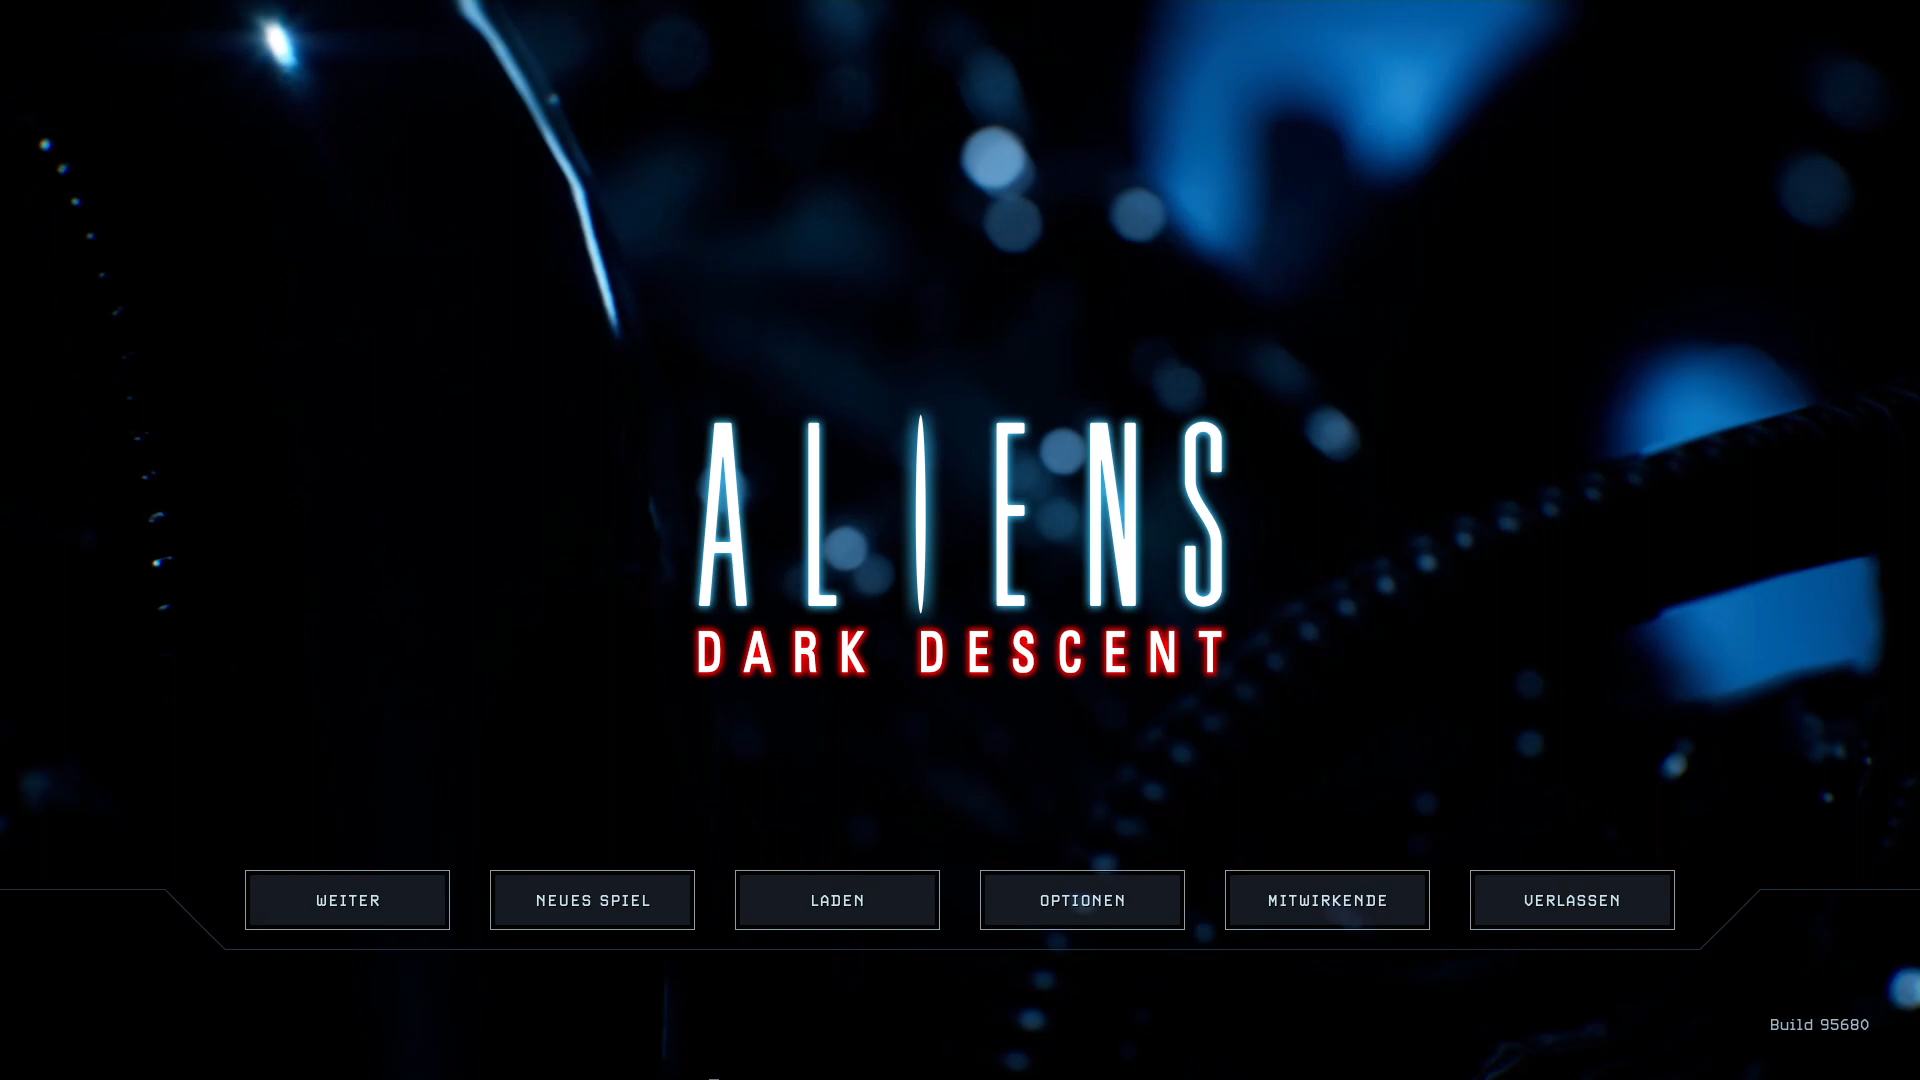 ALIENS
DARK DESCENT
WEITER
NEUES SPIEL
LADEN
OPTIONEN
MITWIRKENDE
VERLASSEN
Build 95680